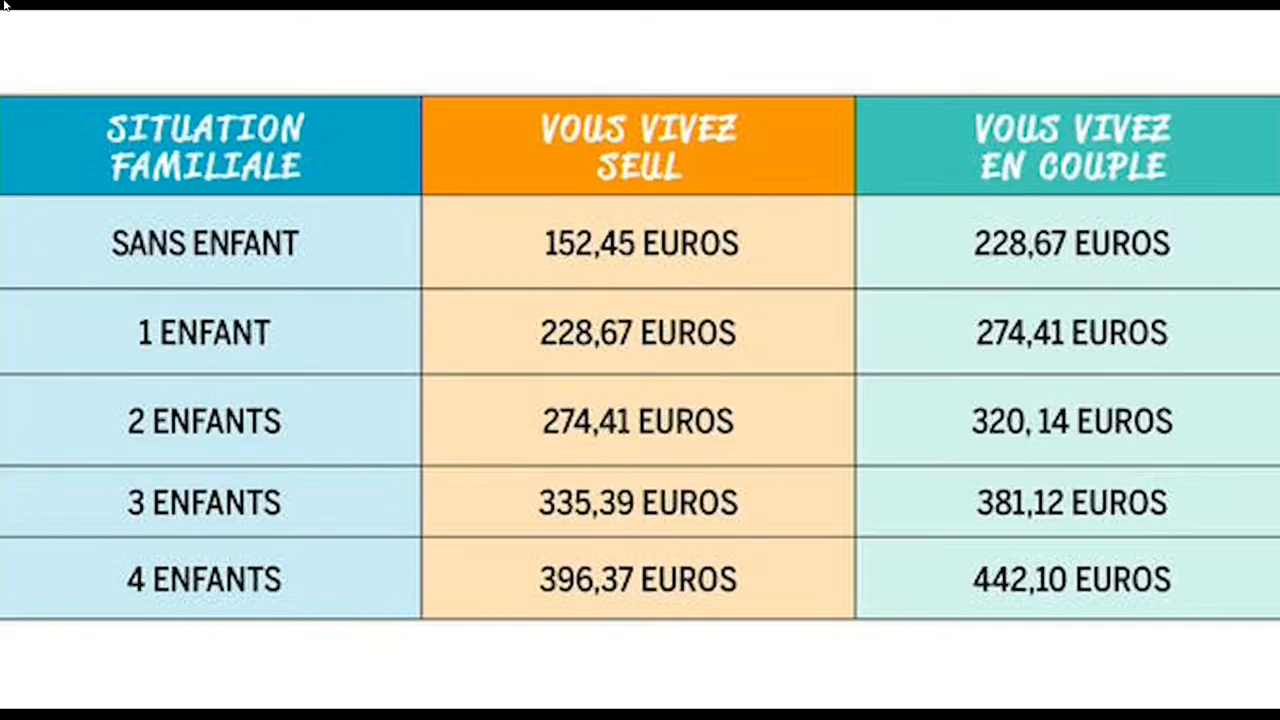 SITUATION
FAMILIALE
VOUS VIVEZ
SEUL
VOUS VIVEZ
EN COUPLE
SANS ENFANT
152,45 EUROS
228,67 EUROS
1 ENFANT
228,67 EUROS
274,41 EUROS
2 ENFANTS
274,41 EUROS
320, 14 EUROS
3 ENFANTS
335,39 EUROS
381,12 EUROS
4 ENFANTS
396,37 EUROS
442,10 EUROS